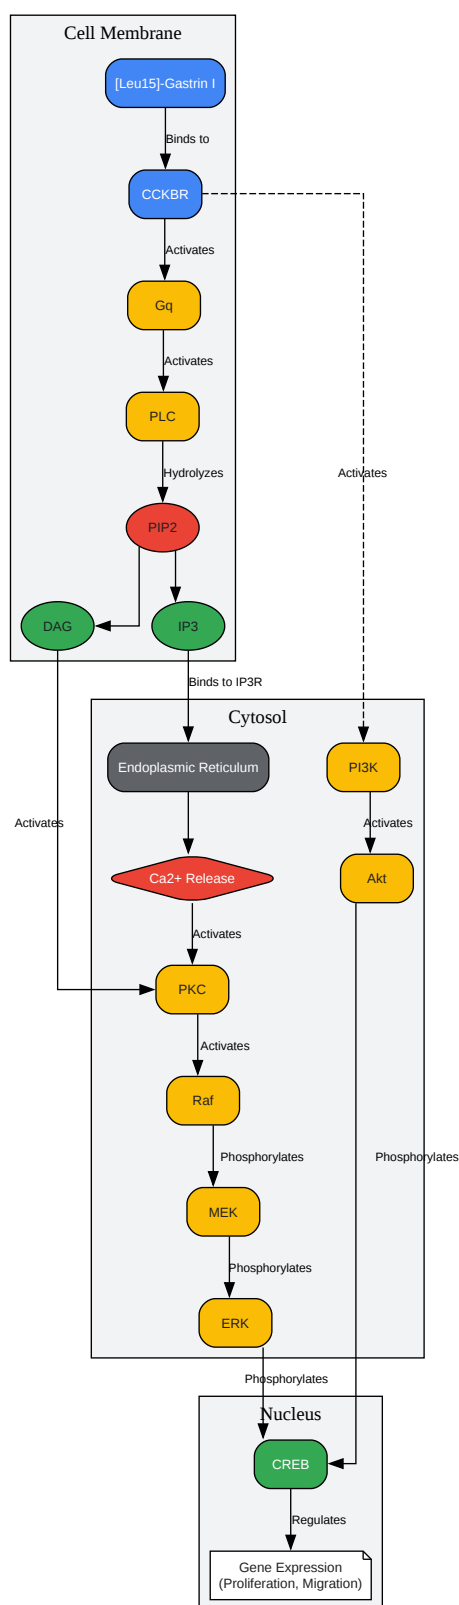 Cell Membrane
[Leu15]-Gastrin I
Binds to
CCKBR
Activates
Gq
Activates
PLC
Hydrolyzes
Activates
PIP2
DAG
IP3
Binds to IP3R
Cytosol
Endoplasmic Reticulum
PI3K
Activates
Activates
Ca2+ Release
Akt
Activates
PKC
Activates
Raf
Phosphorylates
Phosphorylates
MEK
Phosphorylates
ERK
Phosphorylates
Nucleus
CREB
Regulates
Gene Expression
(Proliferation, Migration)